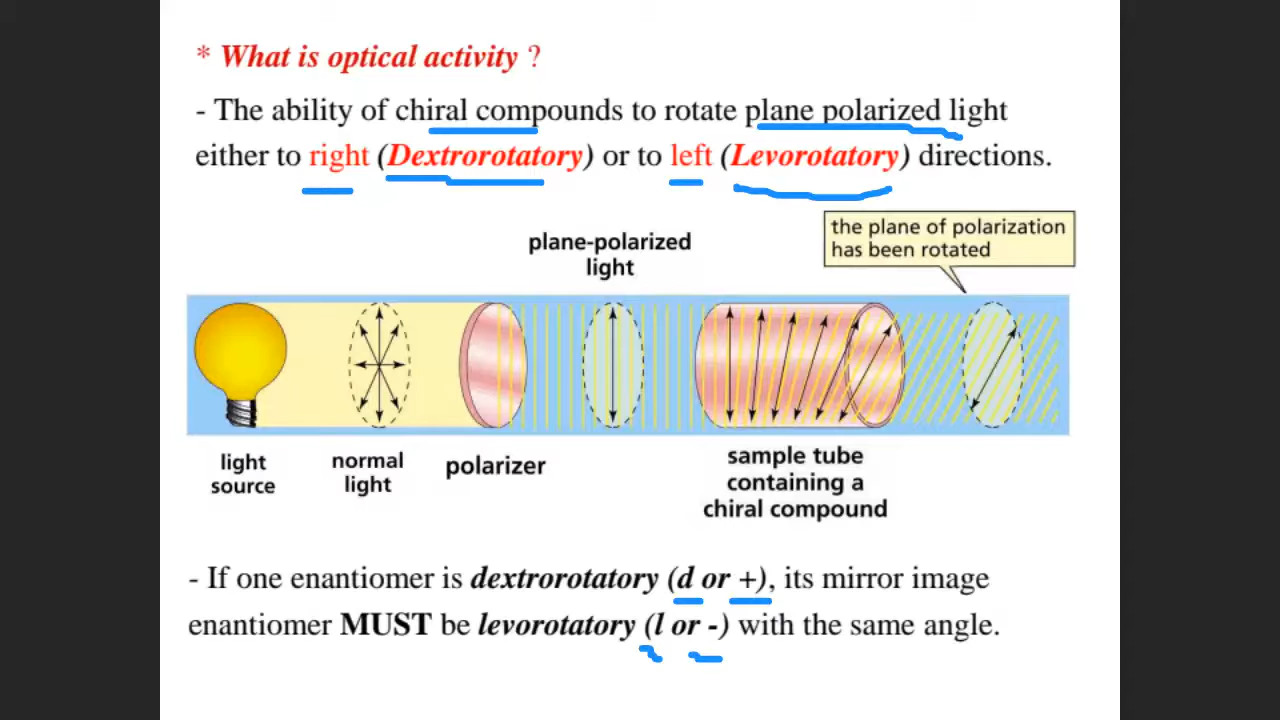 * What is optical activity ?
- The ability of chiral compounds to rotate plane polarized light
either to right (Dextrorotatory) or to left (Levorotatory) directions.
the plane of polarization
has been rotated
plane-polarized
light
light
source
normal
light
polarizer
sample tube
containing a
chiral compound
- If one enantiomer is dextrorotatory (d or +), its mirror image
enantiomer MUST be levorotatory (l or -) with the same angle.